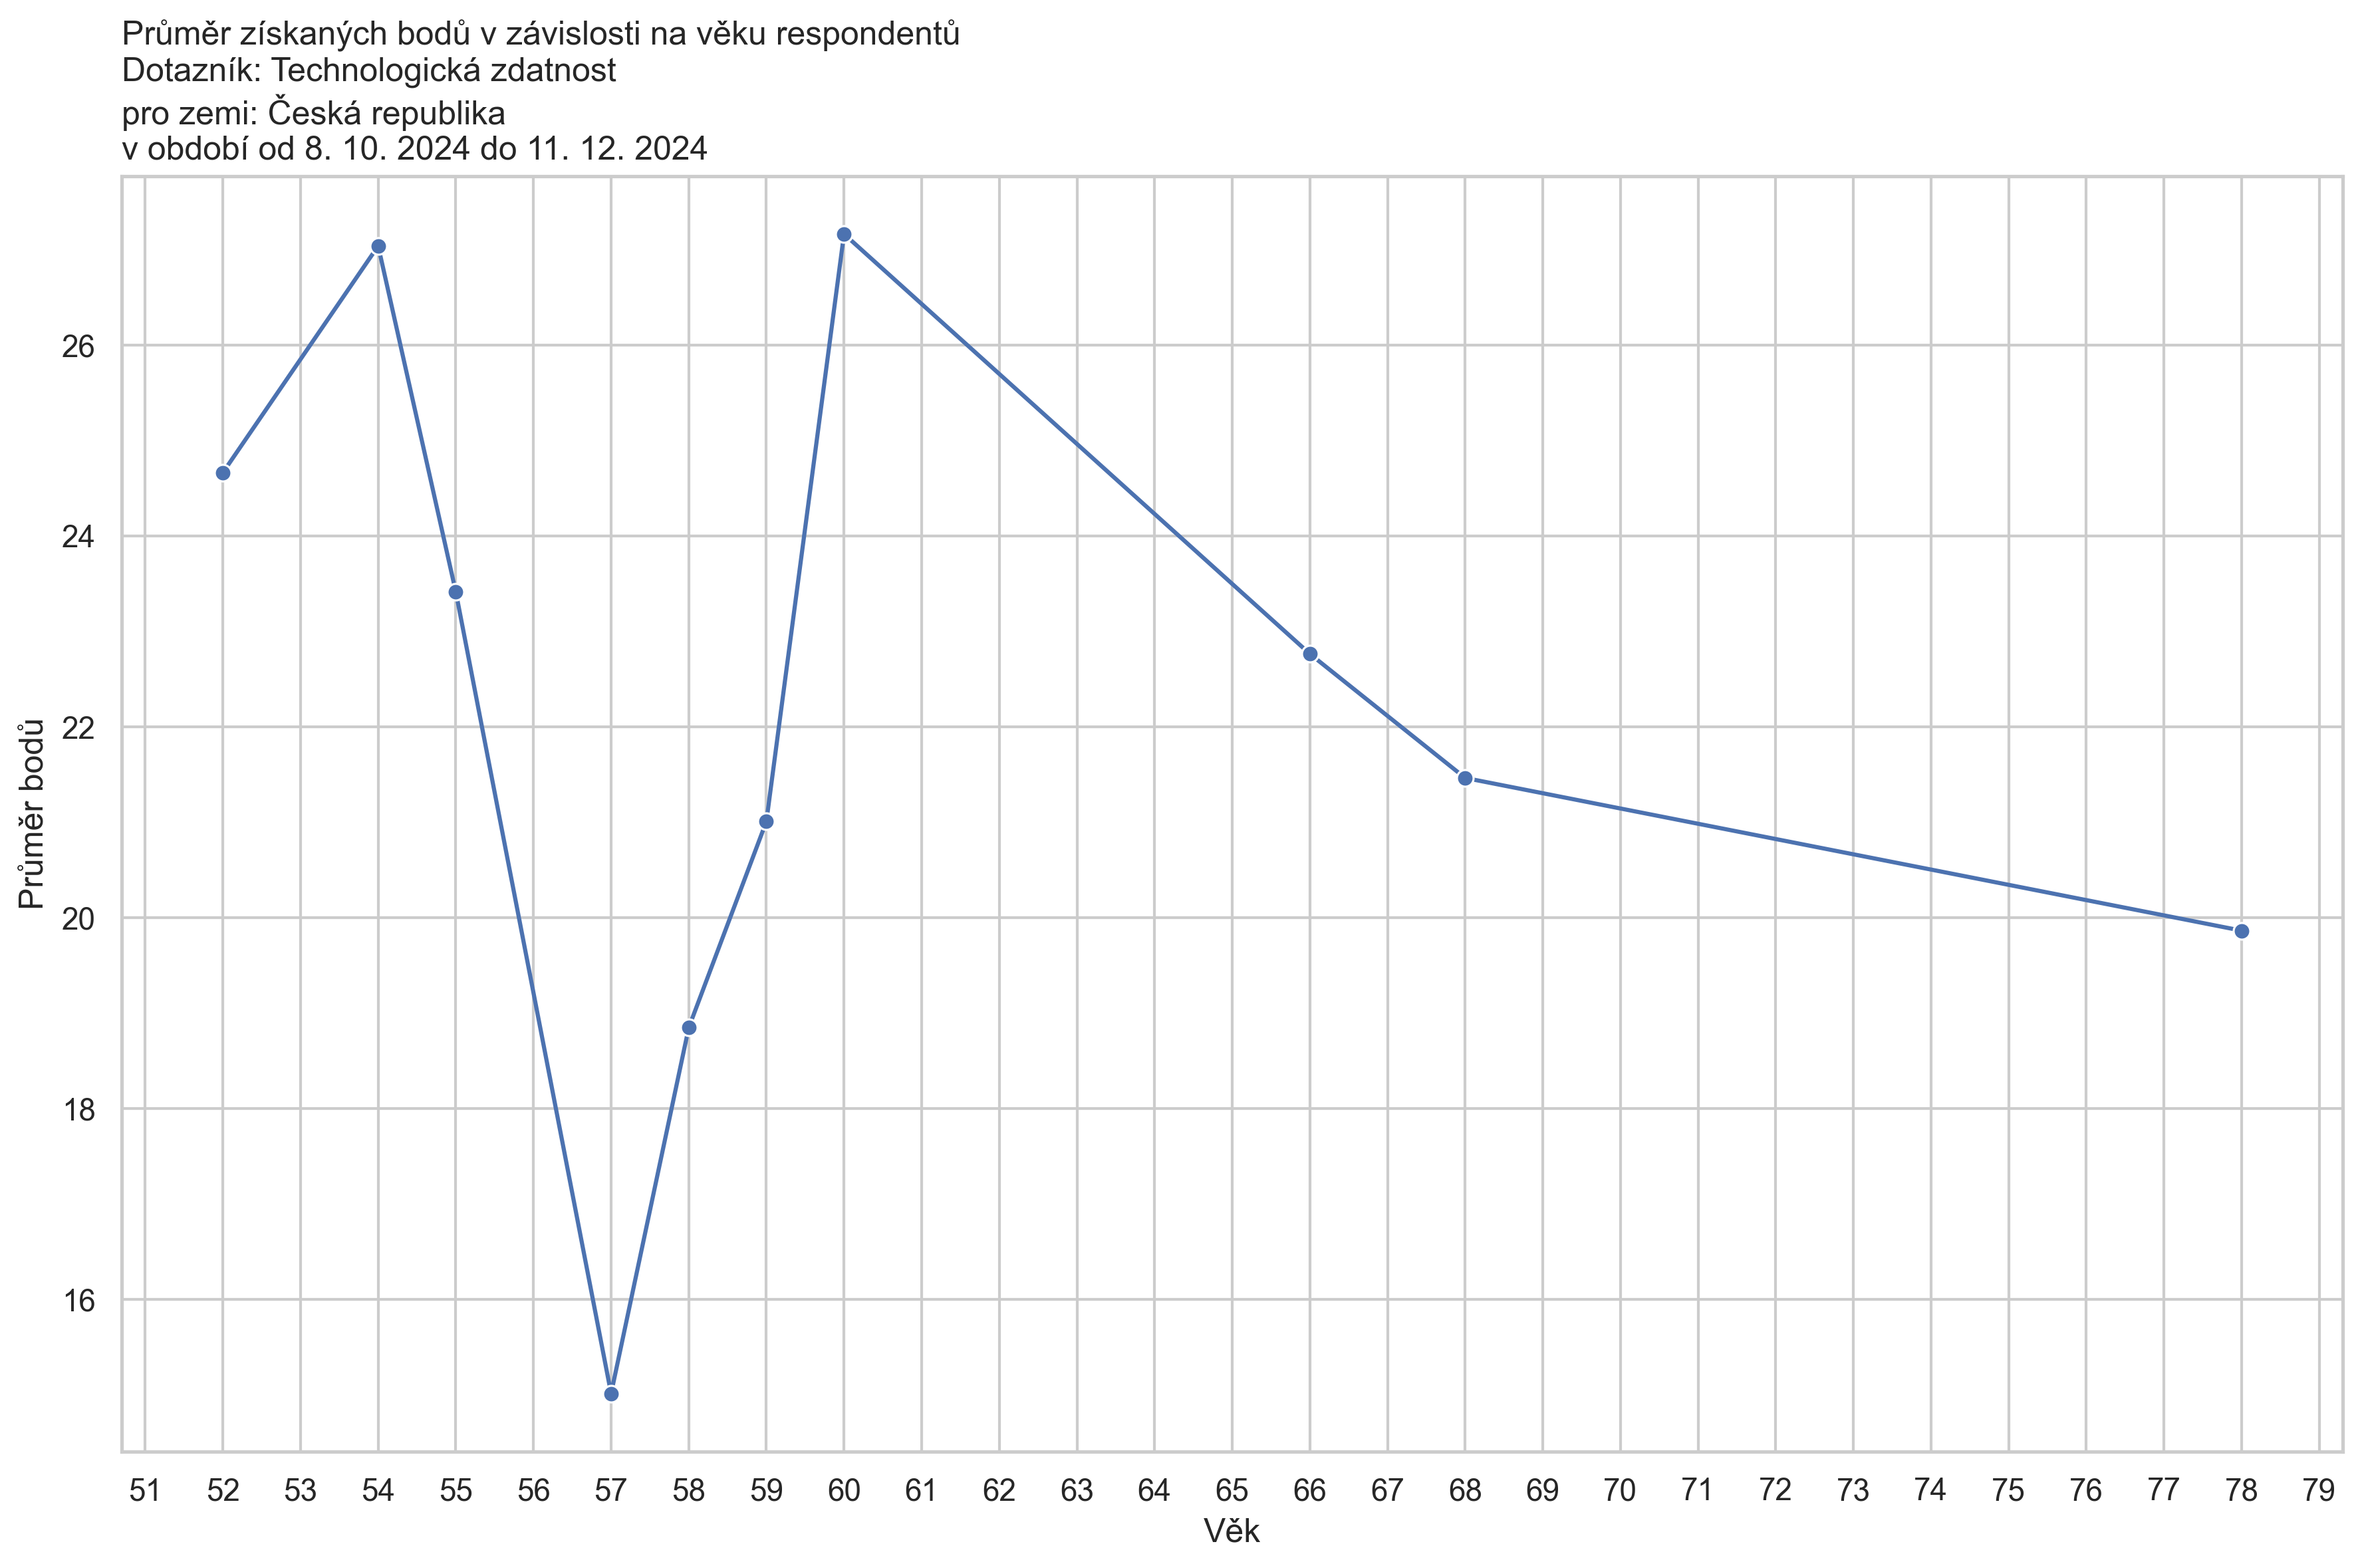 Průměr získaných bodů v závislosti na věku respondentů
Dotazník: Technologická zdatnost
pro zemi: Česká republika
v období od 8. 10. 2024 do 11. 12. 2024
Průměr bodů
26
24
22
20
18
16
51 52 53 54 55 56 57 58 59 60 61 62 63 64 65 66 67 68 69 70 71 72 73 74 75 76 77 78 79
Věk